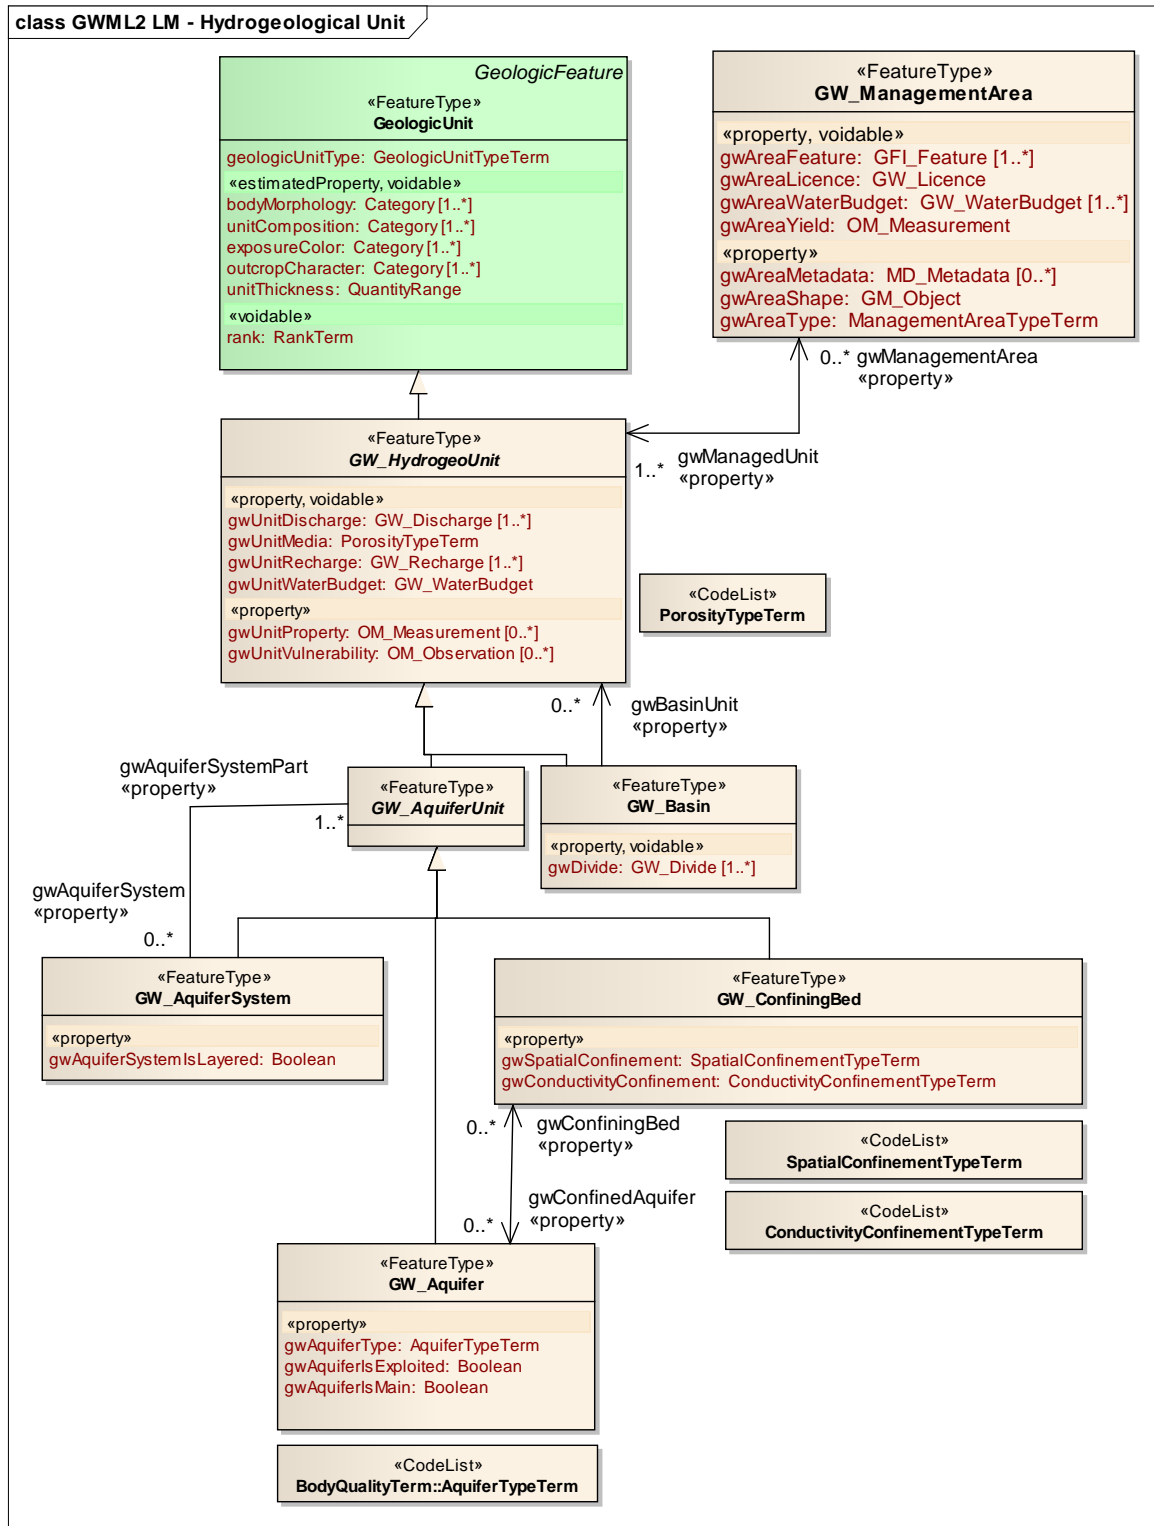 class GWML2 LM - Hydrogeological Unit
GeologicFeature
«FeatureType»
GeologicUnit
geologicUnitType: GeologicUnitTypeTerm
«estimatedProperty, voidable»
bodyMorphology: Category [1..*]
unitComposition: Category [1..*]
exposureColor: Category [1..*]
outcropCharacter: Category [1..*]
unitThickness: QuantityRange
«voidable»
rank: RankTerm
«FeatureType»
GW_ManagementArea
«property, voidable»
gwAreaFeature: GFI_Feature [1..*]
gwAreaLicence: GW_Licence
gwAreaWaterBudget: GW_WaterBudget [1..*]
gwAreaYield: OM_Measurement
«property»
gwAreaMetadata: MD_Metadata [0..*]
gwAreaShape: GM_Object
gwAreaType: ManagementAreaTypeTerm
0..* gwManagementArea
«property»
«FeatureType»
GW_HydrogeoUnit
«property, voidable»
gwUnitDischarge: GW_Discharge [1..*]
gwUnitMedia: PorosityTypeTerm
gwUnitRecharge: GW_Recharge [1..*]
gwUnitWaterBudget: GW_WaterBudget
«property»
gwUnitProperty: OM_Measurement [0..*]
gwUnitVulnerability: OM_Observation [0..*]
gwManagedUnit
1..* «property»
«CodeList»
PorosityTypeTerm
0..* gwBasinUnit
«property»
gwAquiferSystemPart
«property»
1..*
«FeatureType»
GW_AquiferUnit
«FeatureType»
GW_Basin
«property, voidable»
gwDivide: GW_Divide [1..*]
gwAquiferSystem
«property»
0..*
«FeatureType»
GW_AquiferSystem
«property»
gwAquiferSystemIsLayered: Boolean
«FeatureType»
GW_ConfiningBed
«property»
gwSpatialConfinement: SpatialConfinementTypeTerm
gwConductivityConfinement: ConductivityConfinementTypeTerm
0..* gwConfiningBed
«property»
«CodeList»
SpatialConfinementTypeTerm
gwConfinedAquifer
0..* «property»
«CodeList»
ConductivityConfinementTypeTerm
«FeatureType»
GW_Aquifer
«property»
gwAquiferType: AquiferTypeTerm
gwAquiferIsExploited: Boolean
gwAquiferIsMain: Boolean
«CodeList»
BodyQualityTerm::AquiferTypeTerm